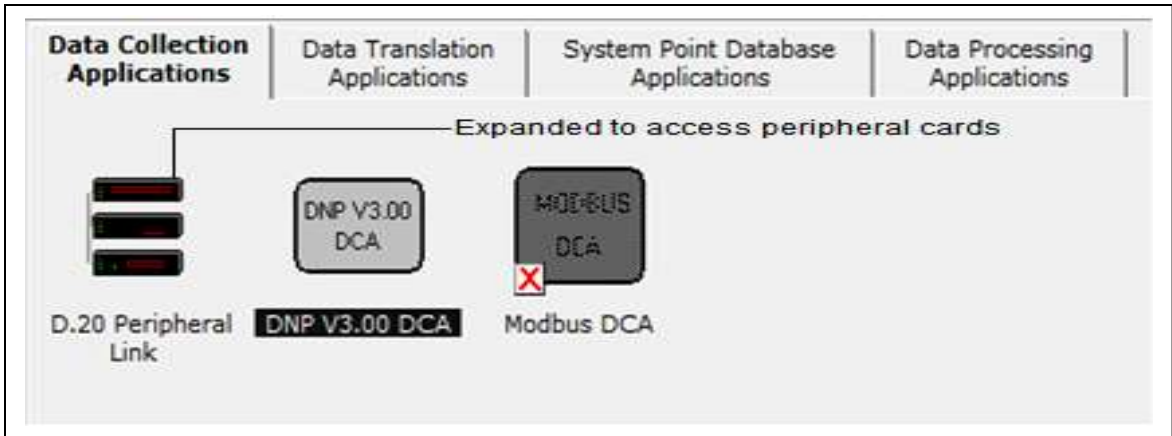 Data Collection
Applications
Data Translation
Applications
System Point Database
Applications
Data Processing
Applications
Expanded to access peripheral cards
DNP V3.00
DCA
MODBUS
DCA
D.20 Peripheral
Link
DNP V3.00 DCA
Modbus DCA